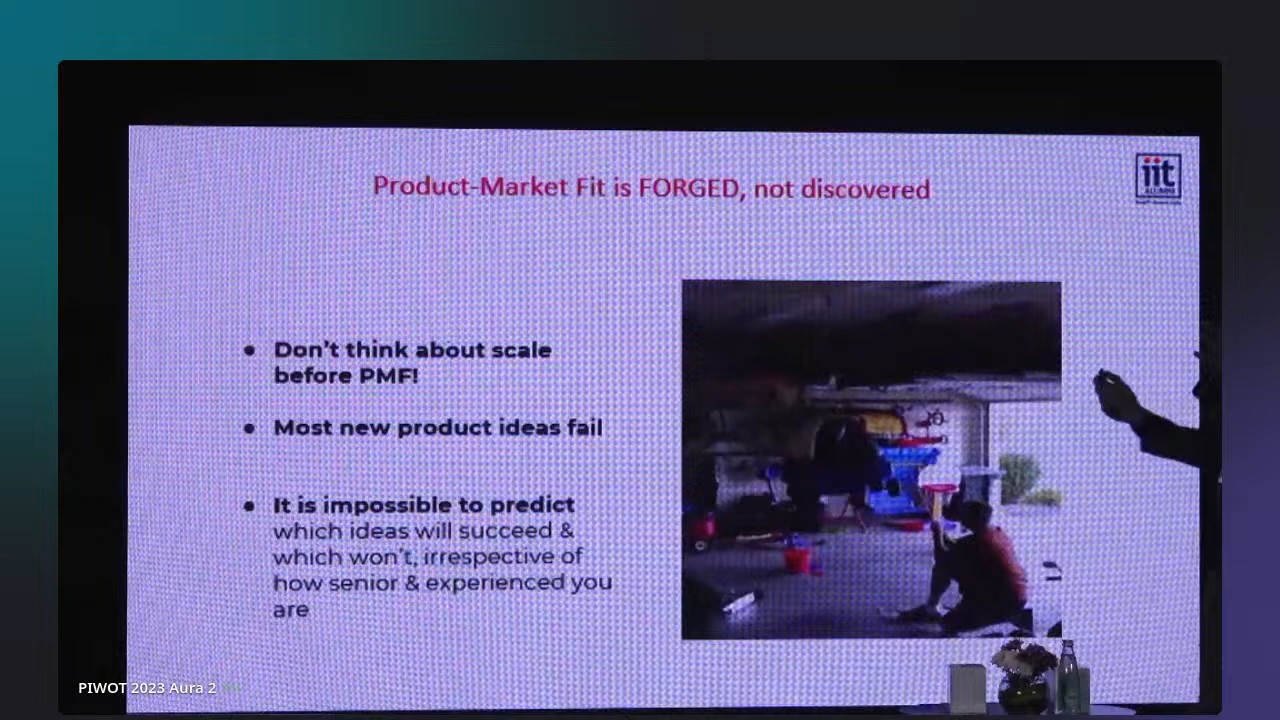 Product-Market Fit is FORGED, not discovered
iit
ALUMNI
Don't think about scale
before PMF!
Most new product ideas fail
It is impossible to predict
which ideas will succeed &
which won't, irrespective of
how senior & experienced you
are
PIWOT 2023 Aura 2